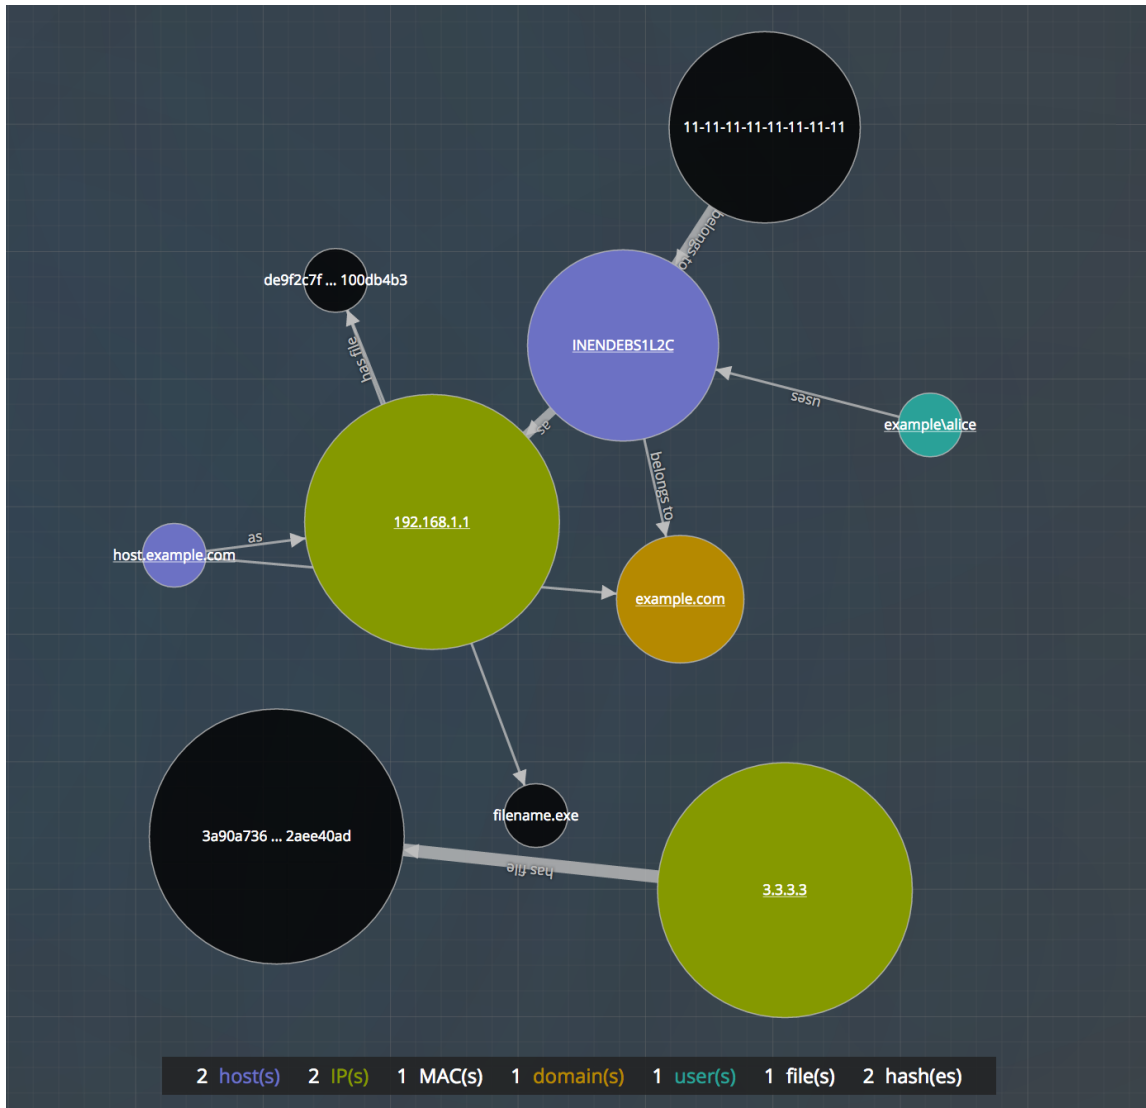 11-11-11-11-11-11-11-11
belongs to
de9f2c7f ... 100db4b3
has file
INENDEBS1L2C
uses
example\alice
as
belongs to
192.168.1.1
as
host.example.com
example.com
filename.exe
3a90a736 ... 2aee40ad
has file
3.3.3.3
2 host(s) 2 IP(s) 1 MAC(s) 1 domain(s) 1 user(s) 1 file(s) 2 hash(es)